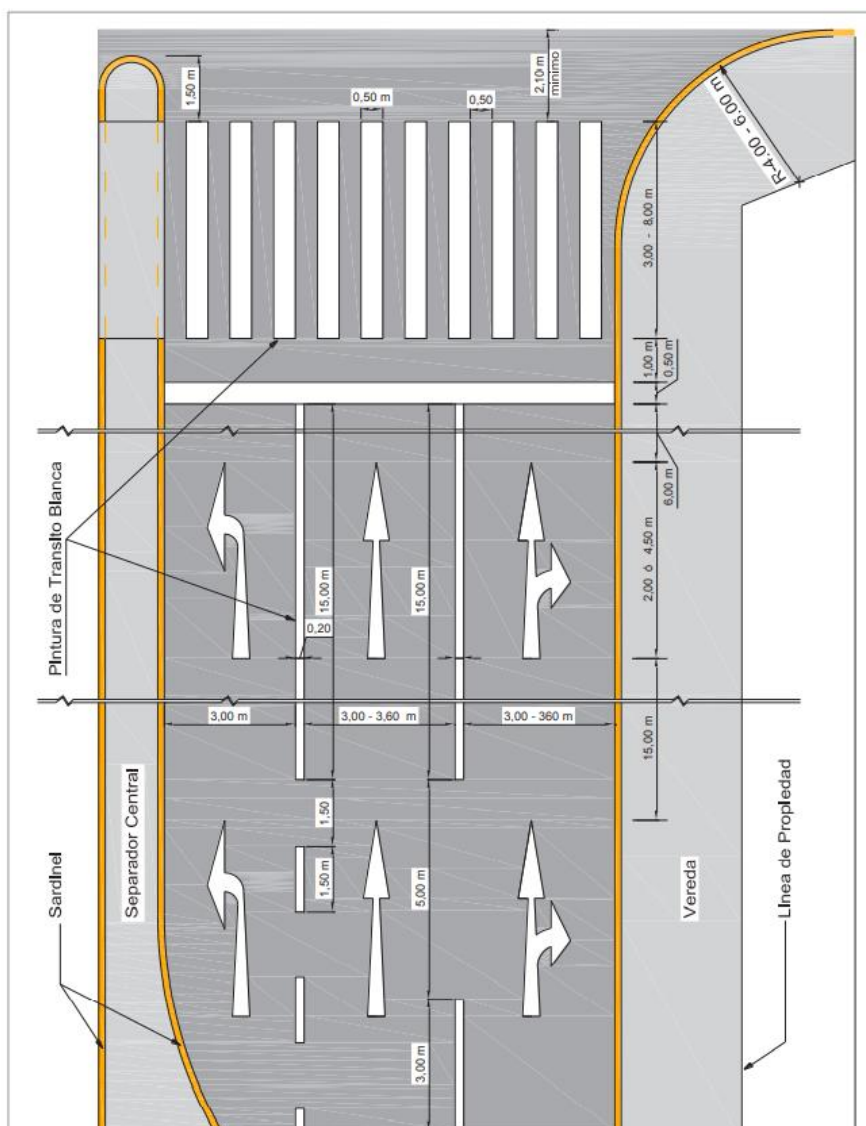 1,50 m
0,50 m
0,50
2,10 m
mínimo
R-4.00 - 6.00 m
3,00 - 8,00 m
1,00 m
0,50 m
Pintura de Transito Blanca
6,00 m
2,00 ó 4,50 m
15,00 m
15,00 m
0,20
3,00 m
3,00 - 3,60 m
3,00 - 360 m
15,00 m
Sardinel
Separador Central
1,50
1,50 m
5,00 m
Vereda
Línea de Propiedad
3,00 m